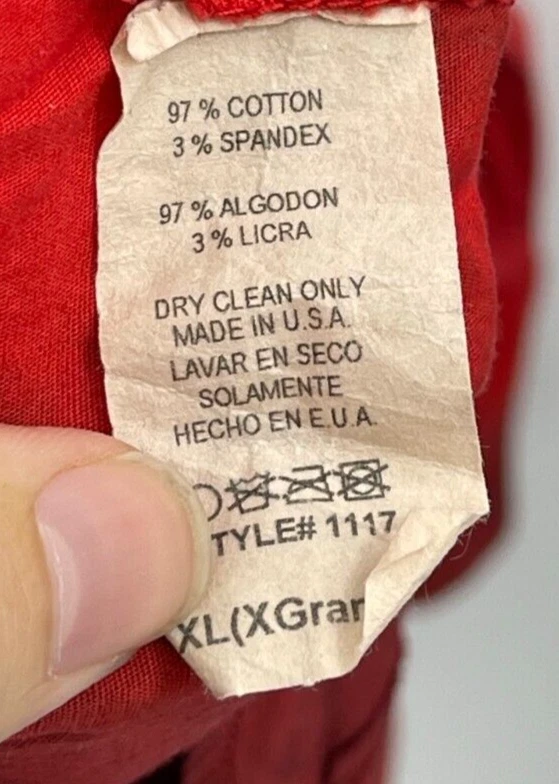 97 % COTTON
3 % SPANDEX
97 % ALGODON
3 % LICRA
DRY CLEAN ONLY
MADE IN U.S.A.
LAVAR EN SECO
SOLAMENTE
HECHO EN E.U.A.
TYLE# 1117
XL(XGran